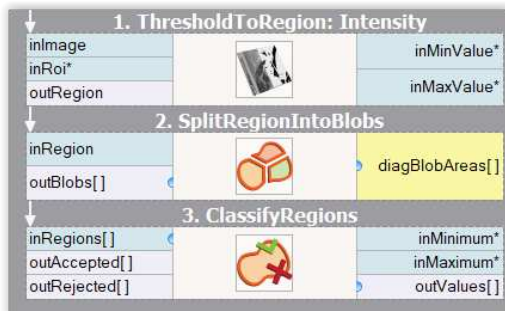 1. ThresholdToRegion: Intensity
inImage
inRoi*
outRegion
inMinValue*
inMaxValue*
2. SplitRegionIntoBlobs
inRegion
outBlobs[ ]
diagBlobAreas[ ]
3. ClassifyRegions
inRegions[ ]
outAccepted[ ]
outRejected[ ]
inMinimum*
inMaximum*
outValues[ ]